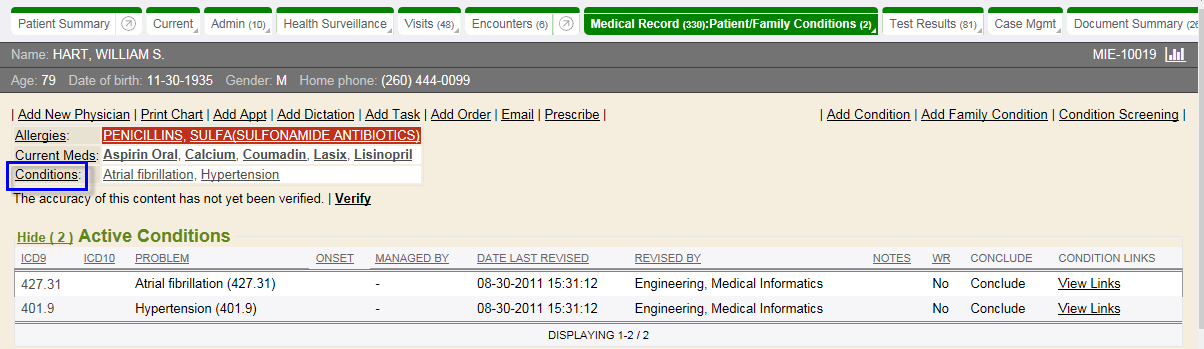 Patient Summary Current Admin (10) Health Surveillance Visits (48) Encounters (6) Medical Record (330):Patient/Family Conditions (2) Test Results (81) Case Mgmt Document Summary (26
Name: HART, WILLIAM S. MIE-10019
Age: 79 Date of birth: 11-30-1935 Gender: M Home phone: (260) 444-0099
| Add New Physician | Print Chart | Add Appt | Add Dictation | Add Task | Add Order | Email | Prescribe | | Add Condition | Add Family Condition | Condition Screening |
Allergies: PENICILLINS, SULFA(SULFONAMIDE ANTIBIOTICS)
Current Meds: Aspirin Oral, Calcium, Coumadin, Lasix, Lisinopril
Conditions: Atrial fibrillation, Hypertension
The accuracy of this content has not yet been verified. | Verify
Hide ( 2 ) Active Conditions
ICD9 ICD10 PROBLEM ONSET MANAGED BY DATE LAST REVISED REVISED BY NOTES WR CONCLUDE CONDITION LINKS
427.31 Atrial fibrillation (427.31) - 08-30-2011 15:31:12 Engineering, Medical Informatics No Conclude View Links
401.9 Hypertension (401.9) - 08-30-2011 15:31:12 Engineering, Medical Informatics No Conclude View Links
DISPLAYING 1-2 / 2